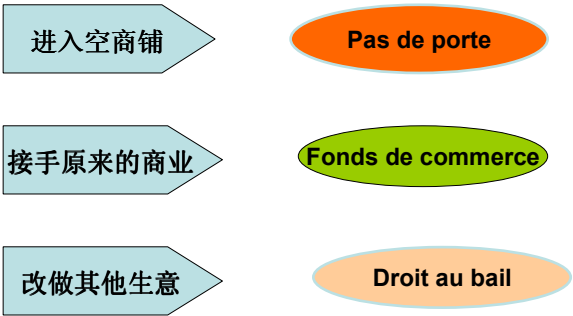 进入空商铺
Pas de porte
接手原来的商业
Fonds de commerce
改做其他生意
Droit au bail